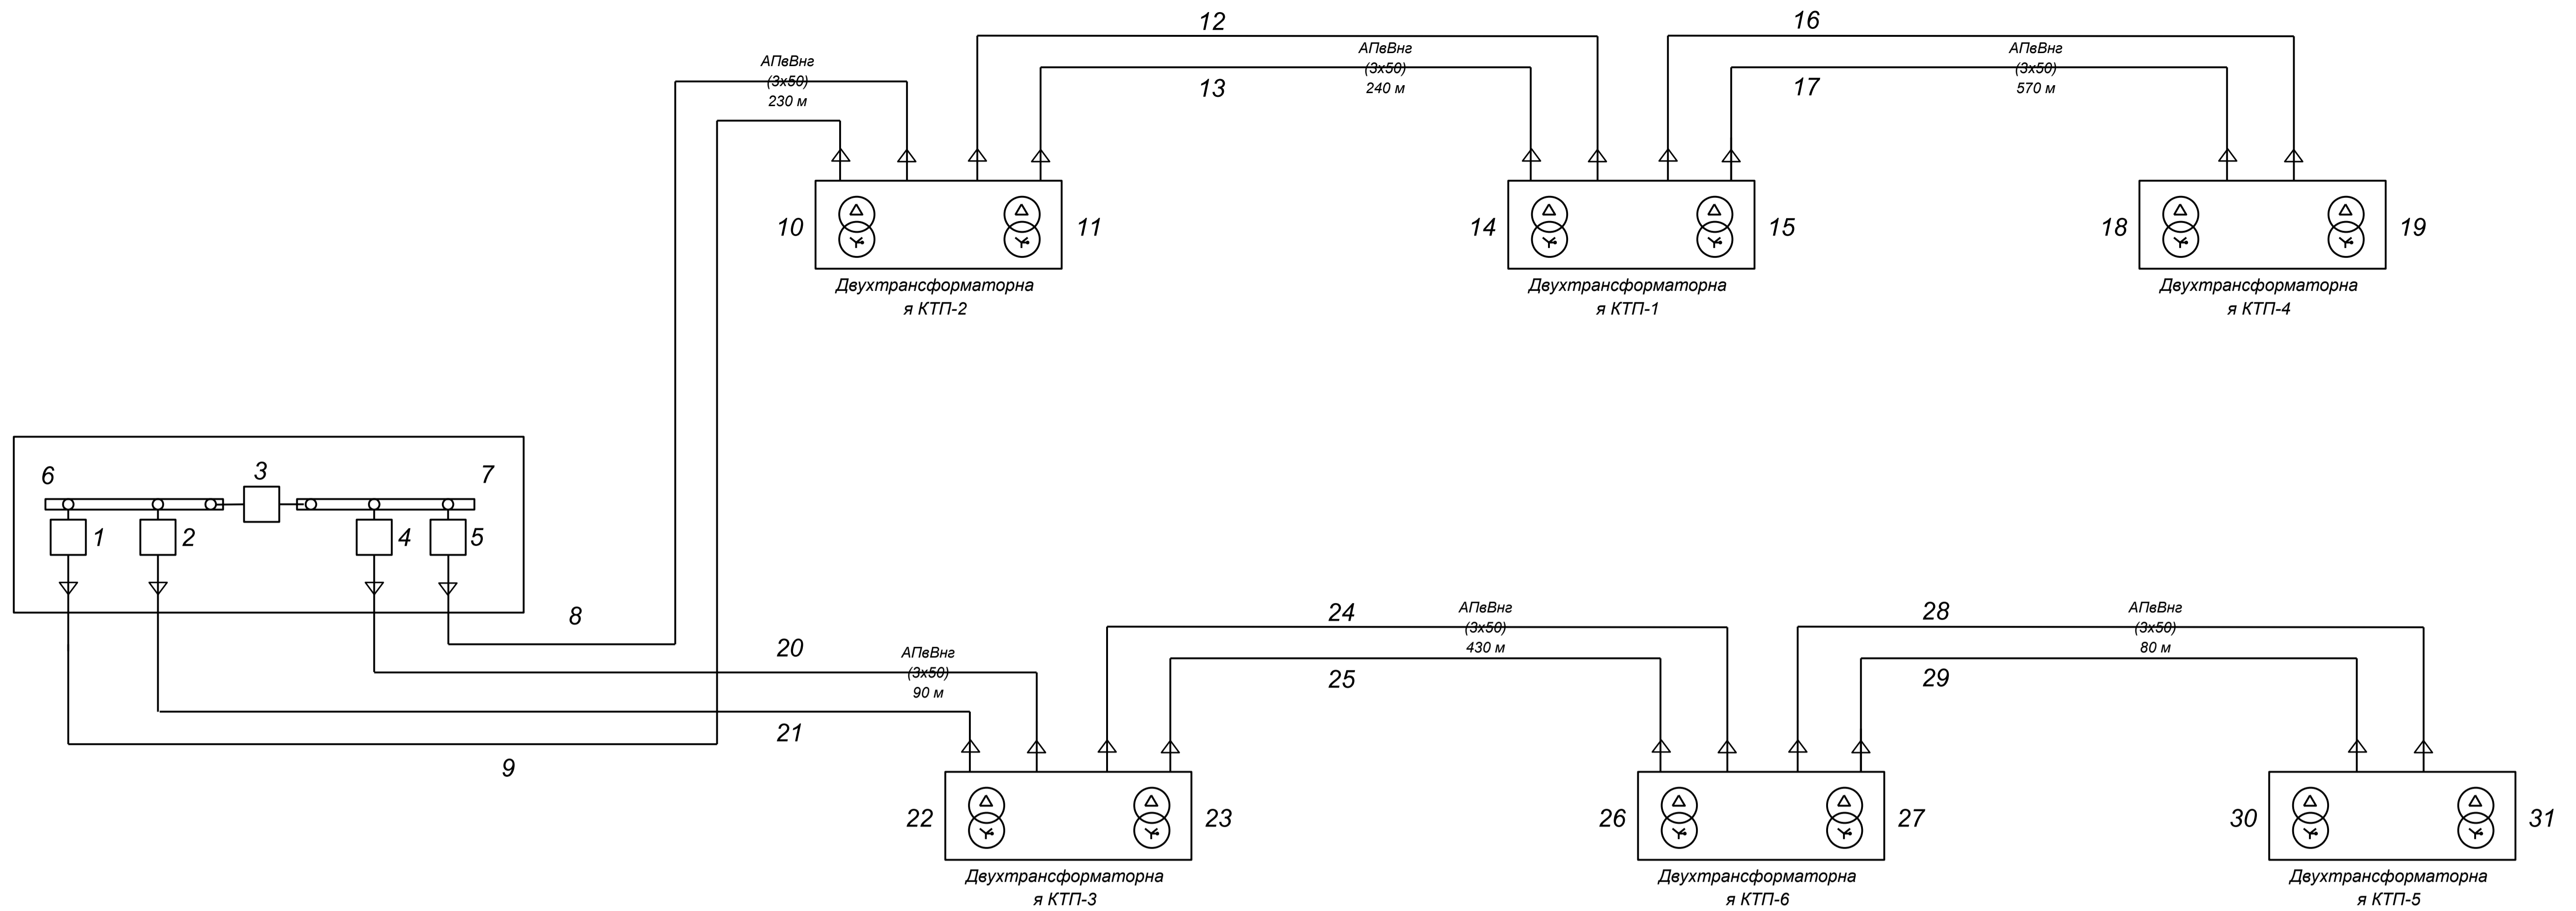 12
16
АПвВнг
(3х50)
230 м
АПвВнг
(3х50)
240 м
13
АПвВнг
(3х50)
570 м
17
10
11
14
15
18
19
Двухтрансформаторна
я КТП-2
Двухтрансформаторна
я КТП-1
Двухтрансформаторна
я КТП-4
6
3
7
1
2
4
5
8
20
АПвВнг
(3х50)
90 м
21
9
24
АПвВнг
(3х50)
430 м
25
28
АПвВнг
(3х50)
80 м
29
22
23
26
27
30
31
Двухтрансформаторна
я КТП-3
Двухтрансформаторна
я КТП-6
Двухтрансформаторна
я КТП-5